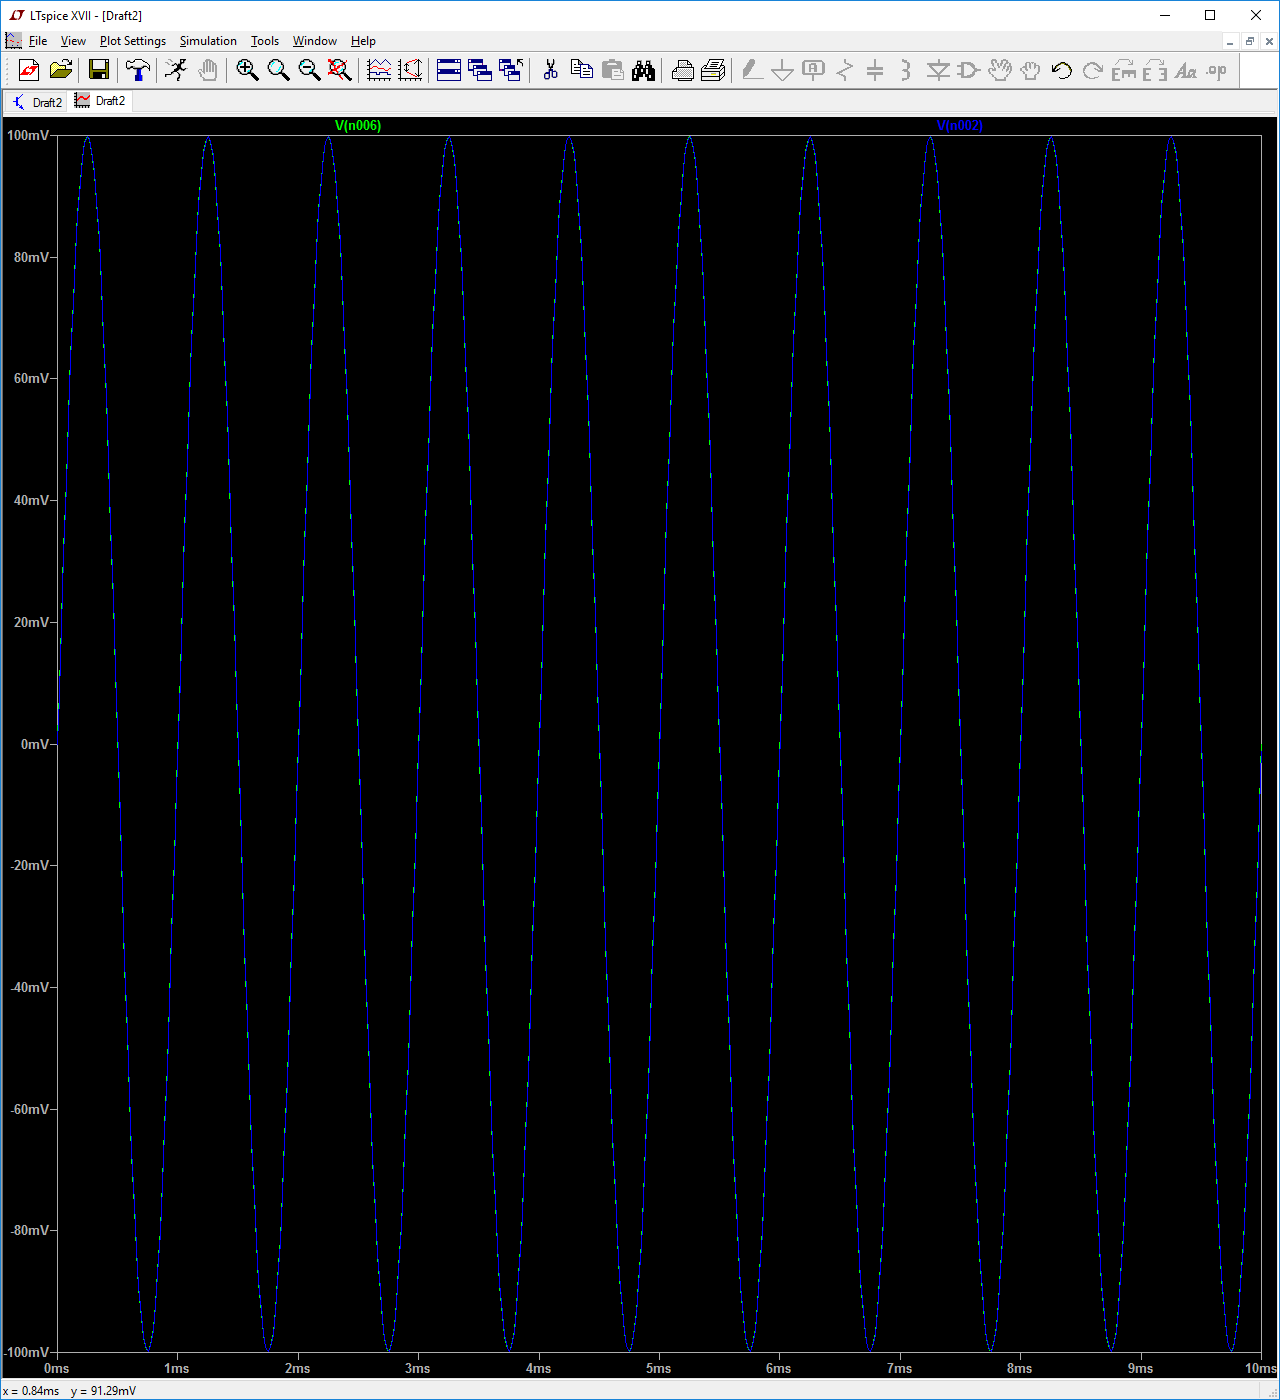 LTspice XVII - [Draft2]
File View Plot Settings Simulation Tools Window Help
Draft2 Draft2
V(n006) V(n002)
100mV
80mV
60mV
40mV
20mV
0mV
-20mV
-40mV
-60mV
-80mV
-100mV
0ms 1ms 2ms 3ms 4ms 5ms 6ms 7ms 8ms 9ms 10ms
x = 0.84ms y = 91.29mV